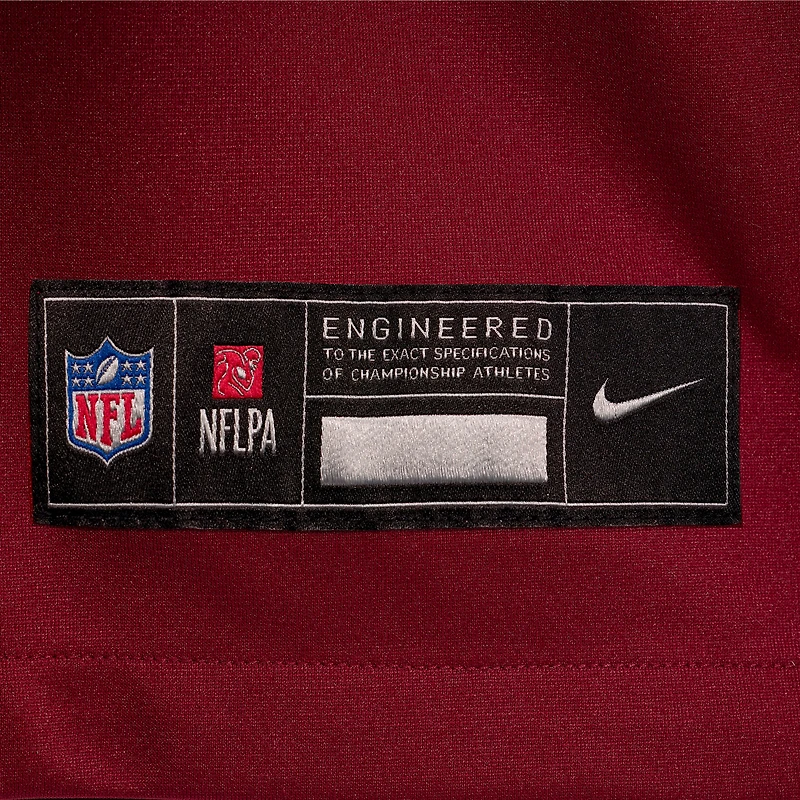 NFL
NFLPA
ENGINEERED
TO THE EXACT SPECIFICATIONS
OF CHAMPIONSHIP ATHLETES